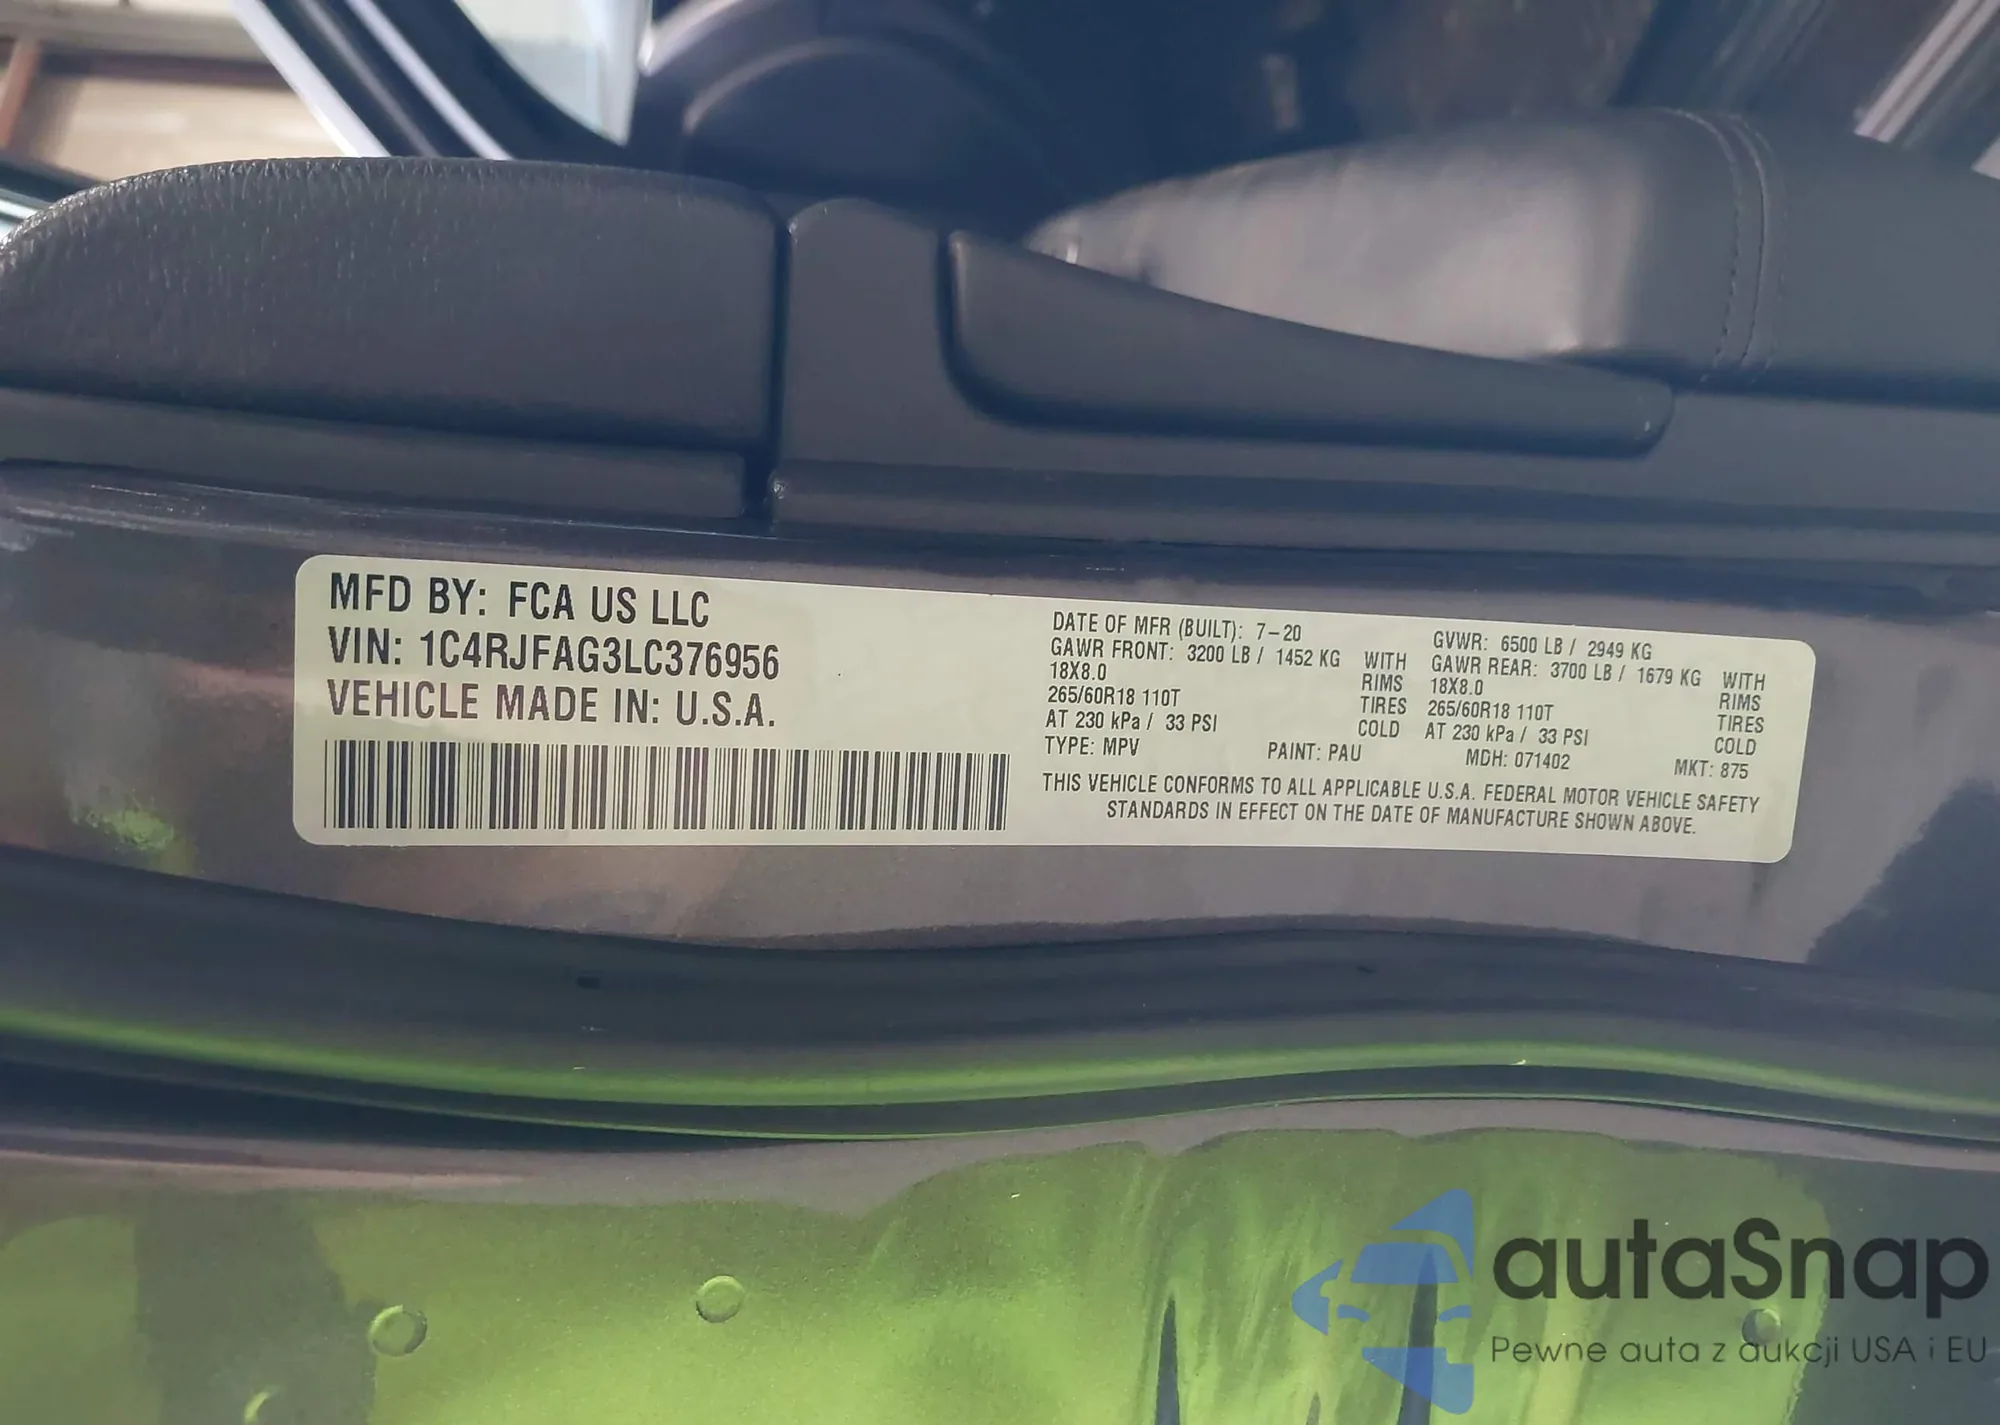 MFD BY: FCA US LLC
VIN: 1C4RJFAG3LC376956
VEHICLE MADE IN: U.S.A.
DATE OF MFR (BUILT): 7-20 GVWR: 6500 LB / 2949 KG
GAWR FRONT: 3200 LB / 1452 KG WITH GAWR REAR: 3700 LB / 1679 KG WITH
18X8.0 RIMS 18X8.0 RIMS
265/60R18 110T TIRES 265/60R18 110T TIRES
AT 230 kPa / 33 PSI COLD AT 230 kPa / 33 PSI COLD
TYPE: MPV PAINT: PAU MDH: 071402 MKT: 875
THIS VEHICLE CONFORMS TO ALL APPLICABLE U.S.A. FEDERAL MOTOR VEHICLE SAFETY
STANDARDS IN EFFECT ON THE DATE OF MANUFACTURE SHOWN ABOVE.
autaSnap
Pewne auta z aukcji USA i EU